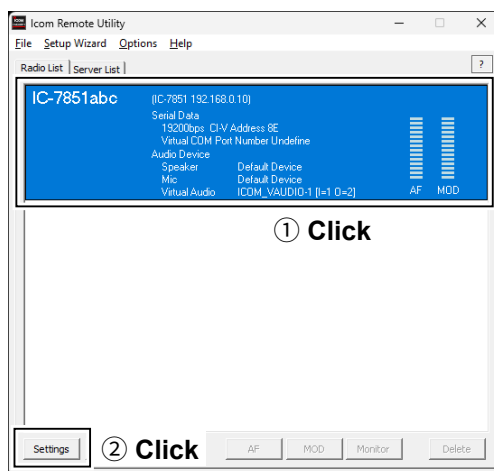 Icom Remote Utility
File Setup Wizard Options Help
Radio List Server List ?
IC-7851abc (IC-7851 192.168.0.10)
Serial Data
19200bps CI-V Address 8E
Virtual COM Port Number Undefine
Audio Device
Speaker Default Device
Mic Default Device
Virtual Audio ICOM_VAUDIO-1 [I=1 O=2] AF MOD
① Click
Settings ② Click AF MOD Monitor Delete